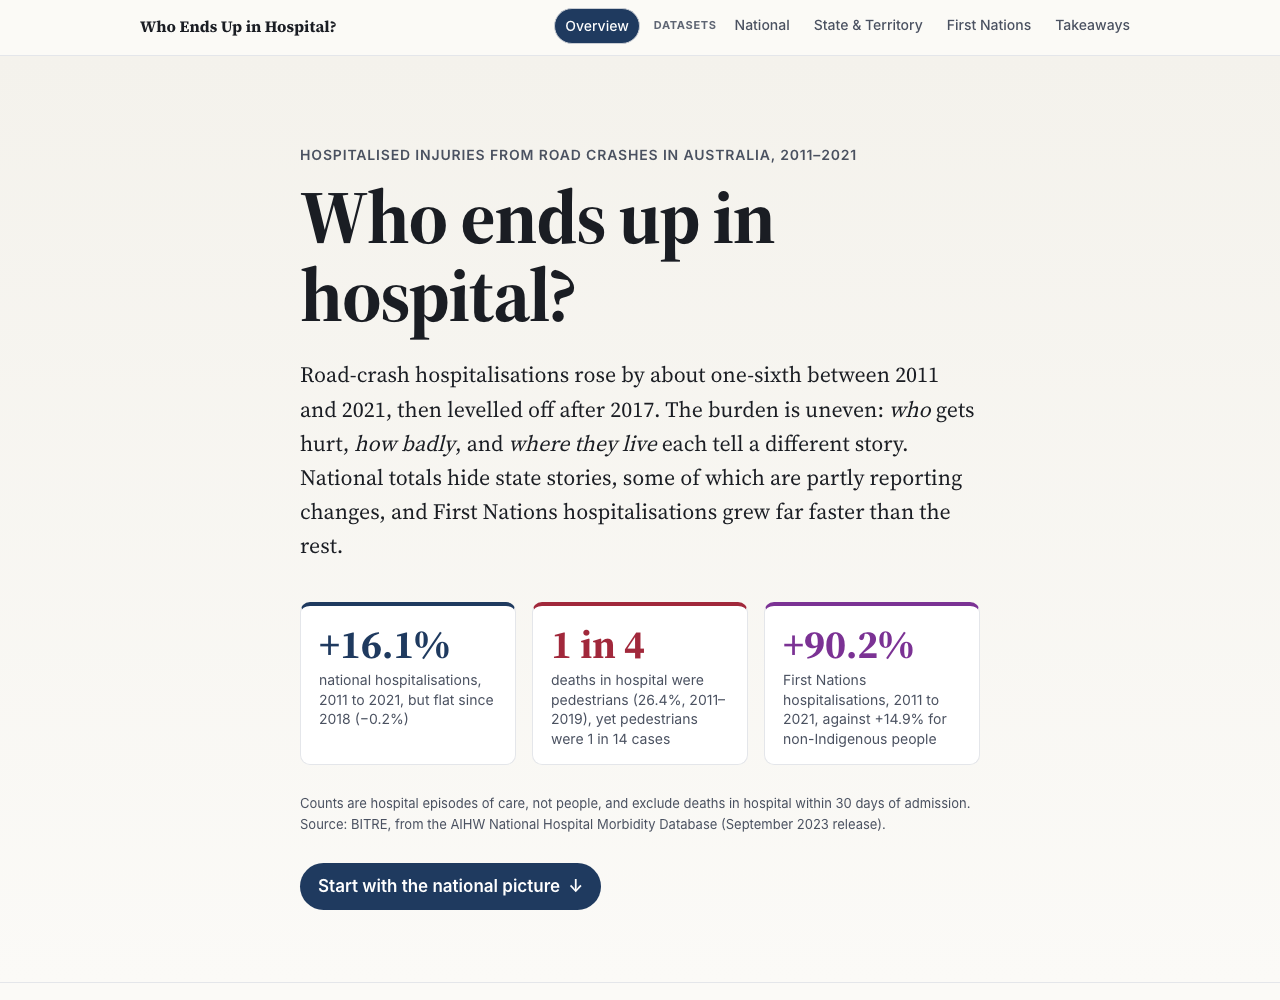 Who Ends Up in Hospital?
Overview
DATASETS
National
State & Territory
First Nations
Takeaways
HOSPITALISED INJURIES FROM ROAD CRASHES IN AUSTRALIA, 2011–2021
Who ends up in
hospital?
Road-crash hospitalisations rose by about one-sixth between 2011
and 2021, then levelled off after 2017. The burden is uneven: who gets
hurt, how badly, and where they live each tell a different story.
National totals hide state stories, some of which are partly reporting
changes, and First Nations hospitalisations grew far faster than the
rest.
+16.1%
national hospitalisations,
2011 to 2021, but flat since
2018 (−0.2%)
1 in 4
deaths in hospital were
pedestrians (26.4%, 2011–
2019), yet pedestrians
were 1 in 14 cases
+90.2%
First Nations
hospitalisations, 2011 to
2021, against +14.9% for
non-Indigenous people
Counts are hospital episodes of care, not people, and exclude deaths in hospital within 30 days of admission.
Source: BITRE, from the AIHW National Hospital Morbidity Database (September 2023 release).
Start with the national picture ↓